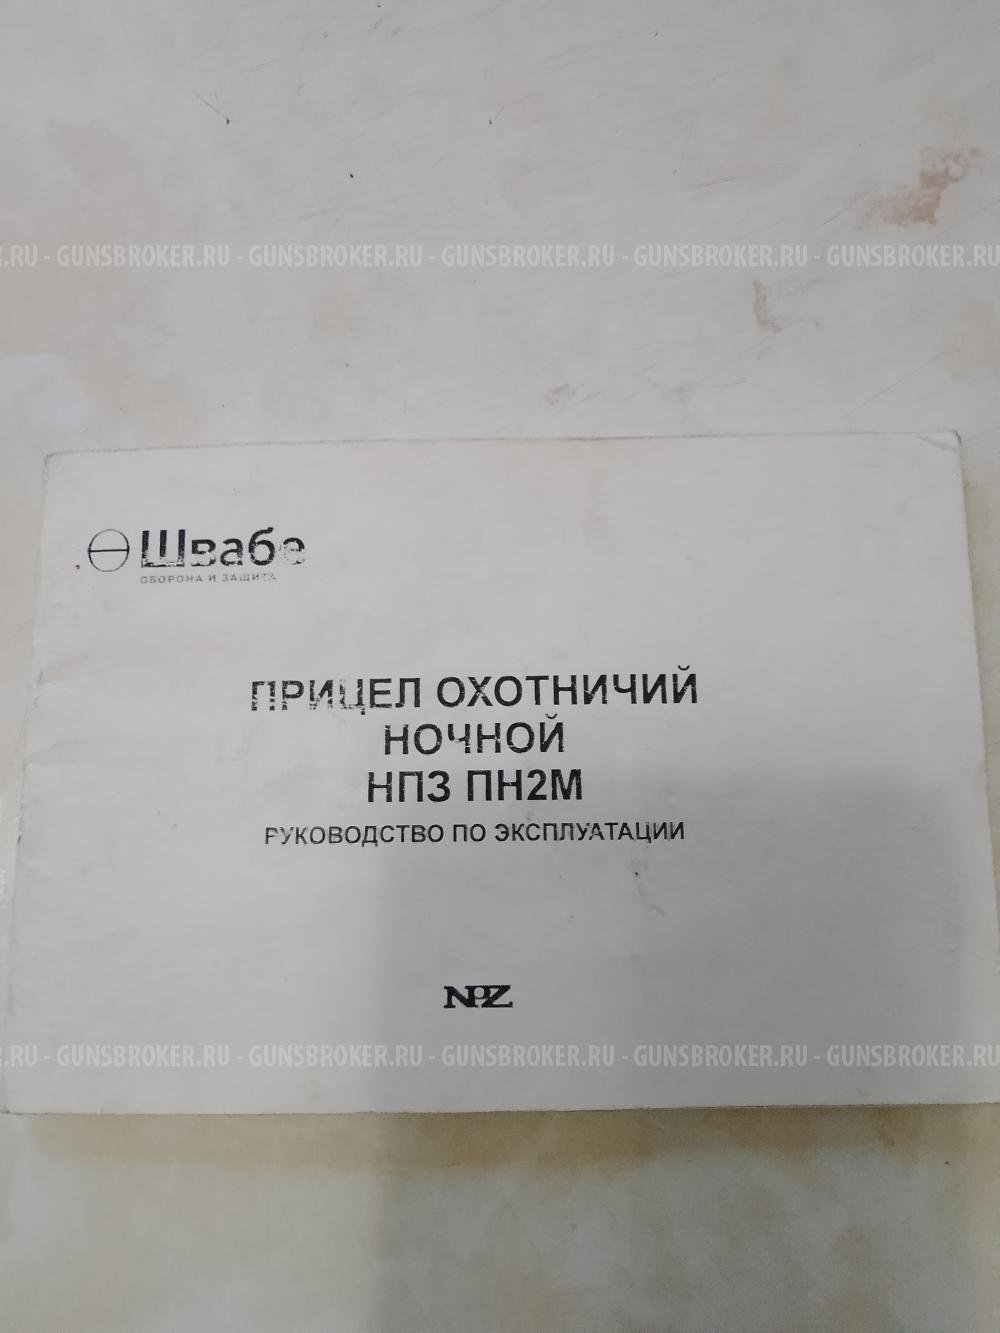 .RU - GUNSBROKER.RU - GUNSBROKER.RU - GUNSBROKER.RU - GUNSBROKER.RU - GUNSBROKER.RU
Швабе
ОБОРОНА И ЗАЩИТА
ПРИЦЕЛ ОХОТНИЧИЙ
НОЧНОЙ
НПЗ ПН2М
РУКОВОДСТВО ПО ЭКСПЛУАТАЦИИ
NPZ
.RU - GUNSBROKER.RU - GUNSBROKER.RU - GUNSBROKER.RU - GUNSBROKER.RU - GUNSBROKER.RU